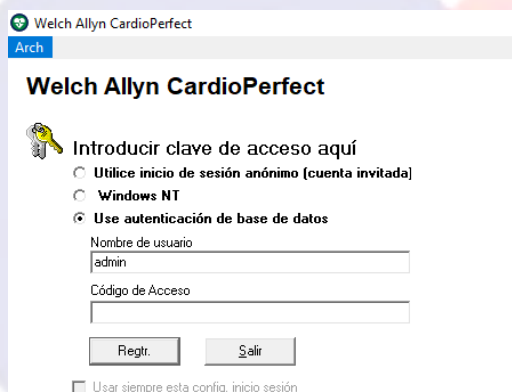 Welch Allyn CardioPerfect
Arch
Welch Allyn CardioPerfect
Introducir clave de acceso aquí
Utilice inicio de sesión anónimo (cuenta invitada)
Windows NT
Use autenticación de base de datos
Nombre de usuario
admin
Código de Acceso
Regtr. Salir
Usar siempre esta config. inicio sesión